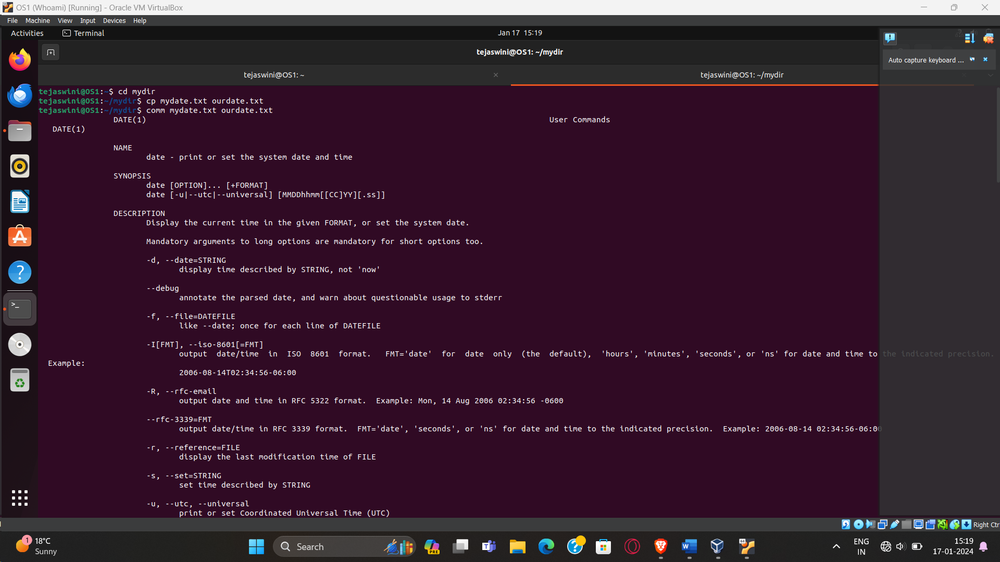 OS1 (Whoami) [Running] - Oracle VM VirtualBox
File Machine View Input Devices Help
Activities Terminal Jan 17 15:19
tejaswini@OS1: ~/mydir
Auto capture keyboard ...
tejaswini@OS1: ~ tejaswini@OS1: ~/mydir
tejaswini@OS1:~$ cd mydir
tejaswini@OS1:~/mydir$ cp mydate.txt ourdate.txt
tejaswini@OS1:~/mydir$ comm mydate.txt ourdate.txt
DATE(1) User Commands
DATE(1)
NAME
date - print or set the system date and time
SYNOPSIS
date [OPTION]... [+FORMAT]
date [-u|--utc|--universal] [MMDDhhmm[[CC]YY][.ss]]
DESCRIPTION
Display the current time in the given FORMAT, or set the system date.
Mandatory arguments to long options are mandatory for short options too.
-d, --date=STRING
display time described by STRING, not 'now'
--debug
annotate the parsed date, and warn about questionable usage to stderr
-f, --file=DATEFILE
like --date; once for each line of DATEFILE
-I[FMT], --iso-8601[=FMT]
output date/time in ISO 8601 format. FMT='date' for date only (the default), 'hours', 'minutes', 'seconds', or 'ns' for date and time to the indicated precision.
Example:
2006-08-14T02:34:56-06:00
-R, --rfc-email
output date and time in RFC 5322 format. Example: Mon, 14 Aug 2006 02:34:56 -0600
--rfc-3339=FMT
output date/time in RFC 3339 format. FMT='date', 'seconds', or 'ns' for date and time to the indicated precision. Example: 2006-08-14 02:34:56-06:00
-r, --reference=FILE
display the last modification time of FILE
-s, --set=STRING
set time described by STRING
-u, --utc, --universal
print or set Coordinated Universal Time (UTC)
Right Ctrl
1
18°C
Sunny
Search
PRE
ENG
IN
15:19
17-01-2024